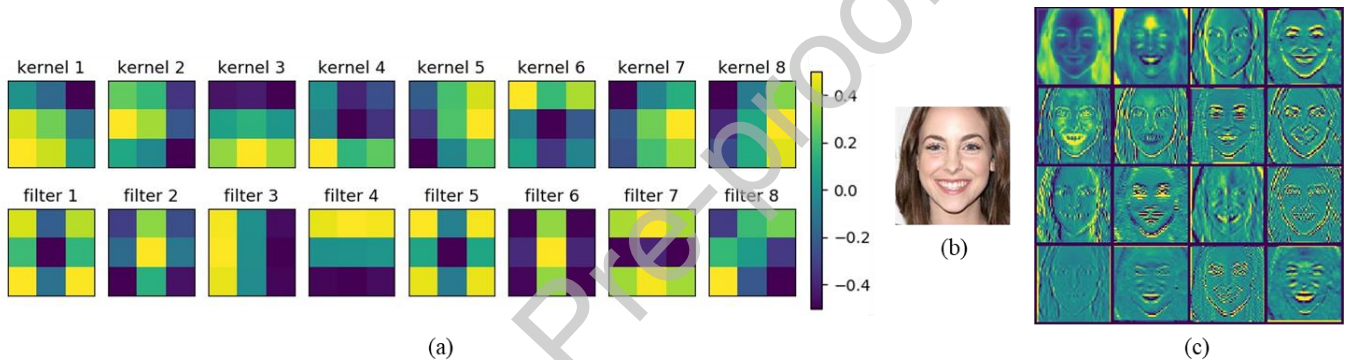 kernel 1 kernel 2 kernel 3 kernel 4 kernel 5 kernel 6 kernel 7 kernel 8
filter 1 filter 2 filter 3 filter 4 filter 5 filter 6 filter 7 filter 8
0.4
0.2
0.0
−0.2
−0.4
(a)
(b)
(c)
Pre-proo